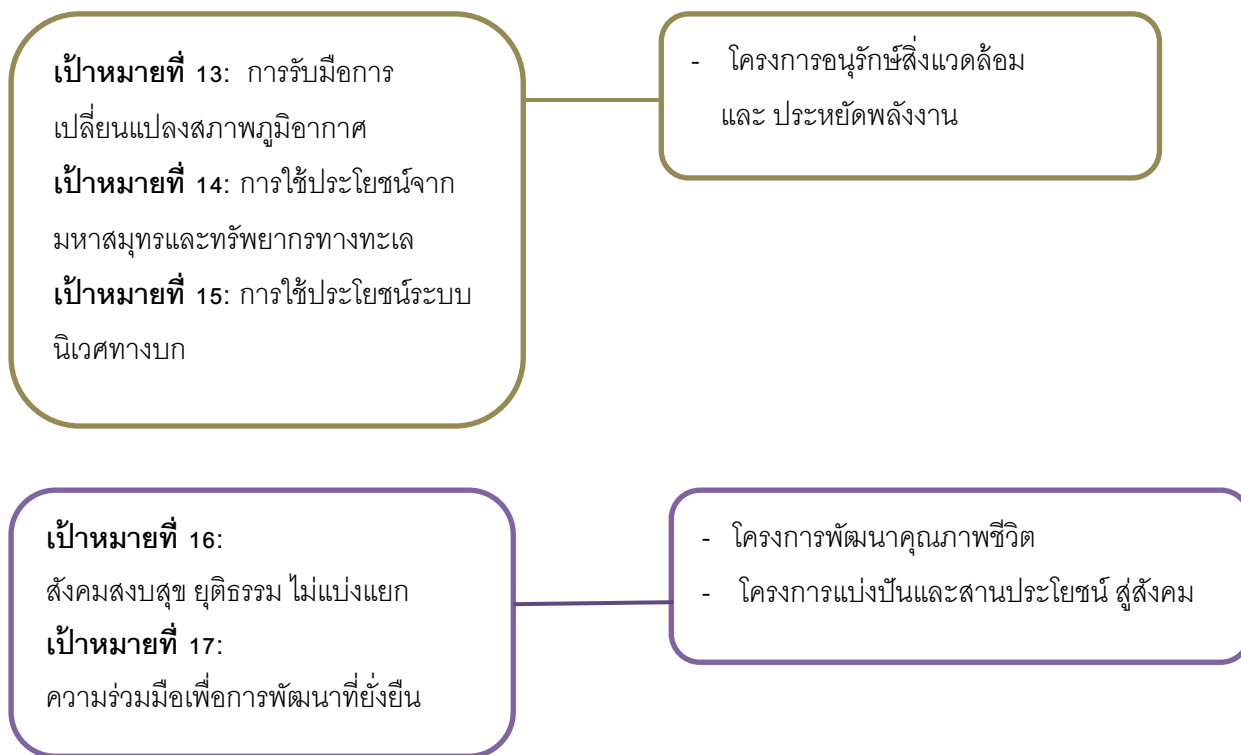 เป้าหมายที่ 13: การรับมือการ
เปลี่ยนแปลงสภาพภูมิอากาศ
เป้าหมายที่ 14: การใช้ประโยชน์จาก
มหาสมุทรและทรัพยากรทางทะเล
เป้าหมายที่ 15: การใช้ประโยชน์ระบบ
นิเวศทางบก
- โครงการอนุรักษ์สิ่งแวดล้อม
และ ประหยัดพลังงาน
เป้าหมายที่ 16:
สังคมสงบสุข ยุติธรรม ไม่แบ่งแยก
เป้าหมายที่ 17:
ความร่วมมือเพื่อการพัฒนาที่ยั่งยืน
- โครงการพัฒนาคุณภาพชีวิต
- โครงการแบ่งปันและสานประโยชน์ สู่สังคม